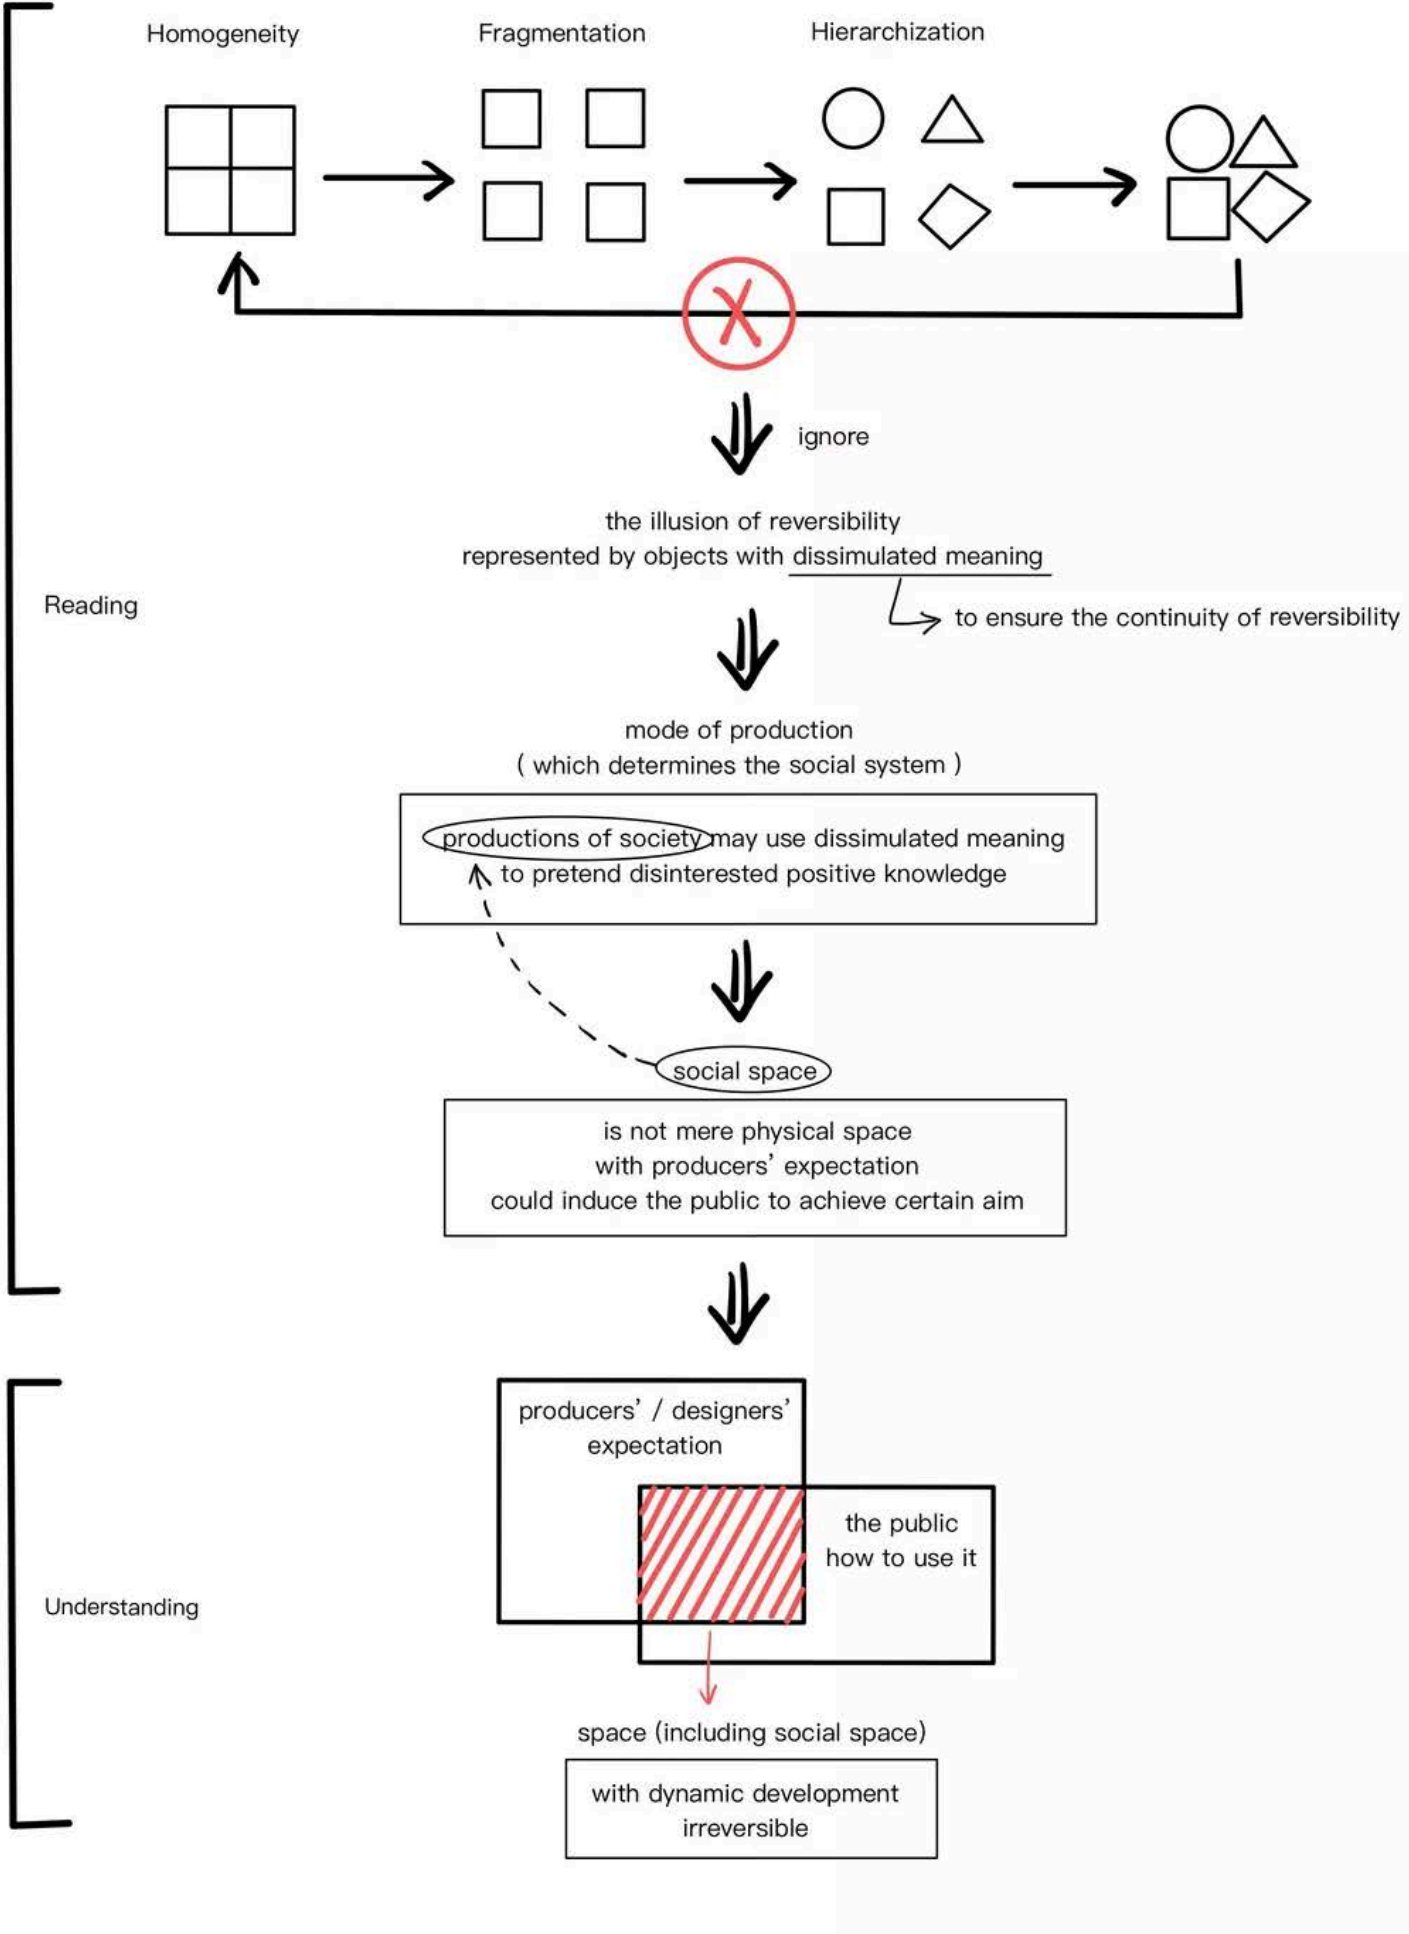 Homogeneity
Fragmentation
Hierarchization
ignore
the illusion of reversibility
represented by objects with dissimulated meaning
to ensure the continuity of reversibility
Reading
mode of production
( which determines the social system )
productions of society may use dissimulated meaning
to pretend disinterested positive knowledge
social space
is not mere physical space
with producers’ expectation
could induce the public to achieve certain aim
producers’ / designers’
expectation
the public
how to use it
Understanding
space (including social space)
with dynamic development
irreversible